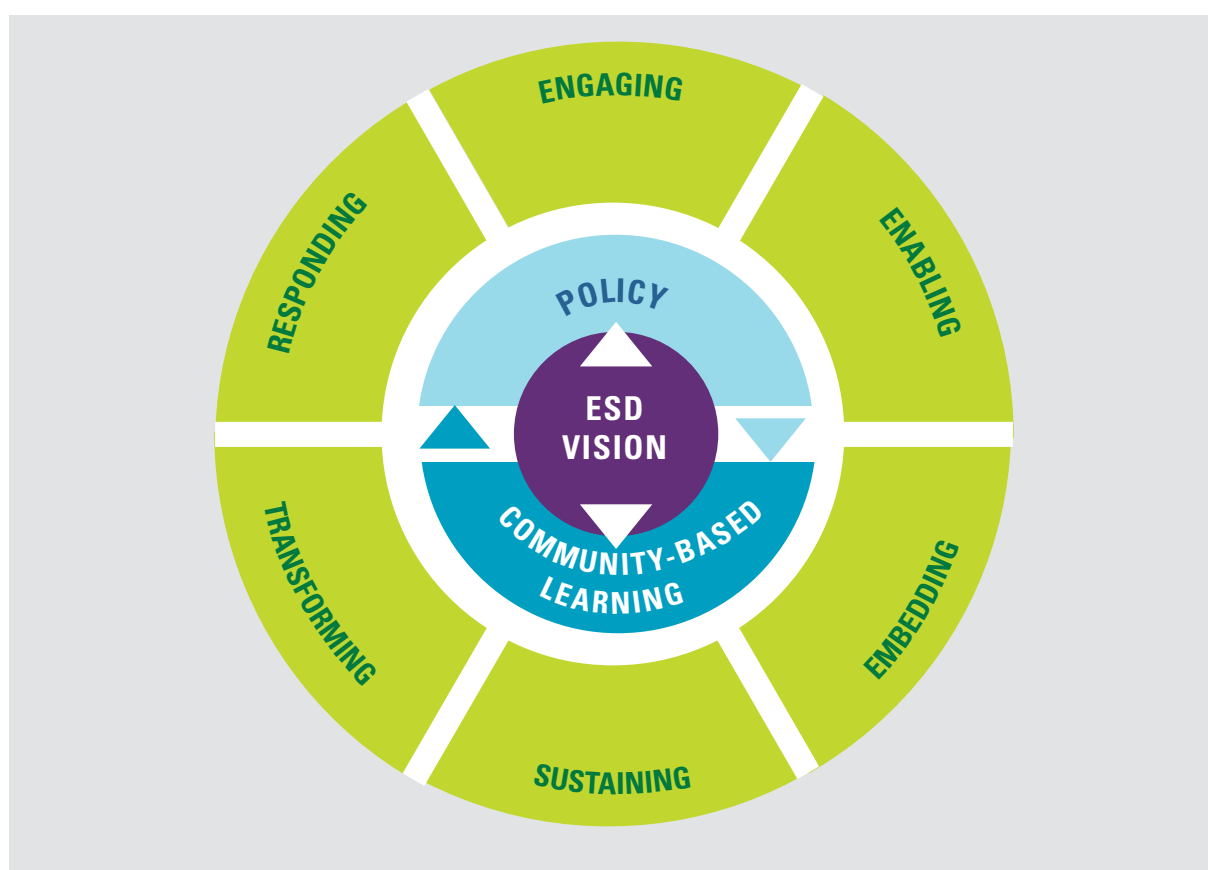 ENGAGING
ENABLING
EMBEDDING
SUSTAINING
TRANSFORMING
RESPONDING
POLICY
ESD
VISION
COMMUNITY-BASED
LEARNING